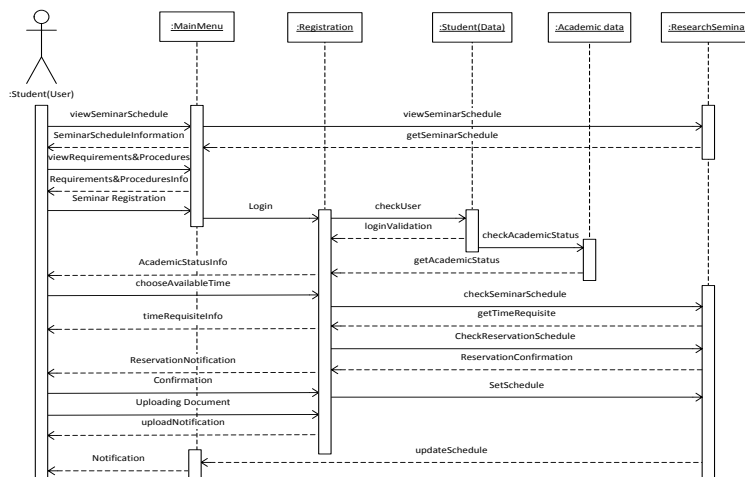 :MainMenu
:Registration
:Student(Data)
:Academic data
:ResearchSeminar
:Student(User)
viewSeminarSchedule
viewSeminarSchedule
SeminarScheduleInformation
getSeminarSchedule
viewRequirements&Procedures
Requirements&ProceduresInfo
Seminar Registration
Login
checkUser
loginValidation
checkAcademicStatus
AcademicStatusInfo
getAcademicStatus
chooseAvailableTime
checkSeminarSchedule
timeRequisiteInfo
getTimeRequisite
CheckReservationSchedule
ReservationNotification
ReservationConfirmation
Confirmation
SetSchedule
Uploading Document
uploadNotification
updateSchedule
Notification